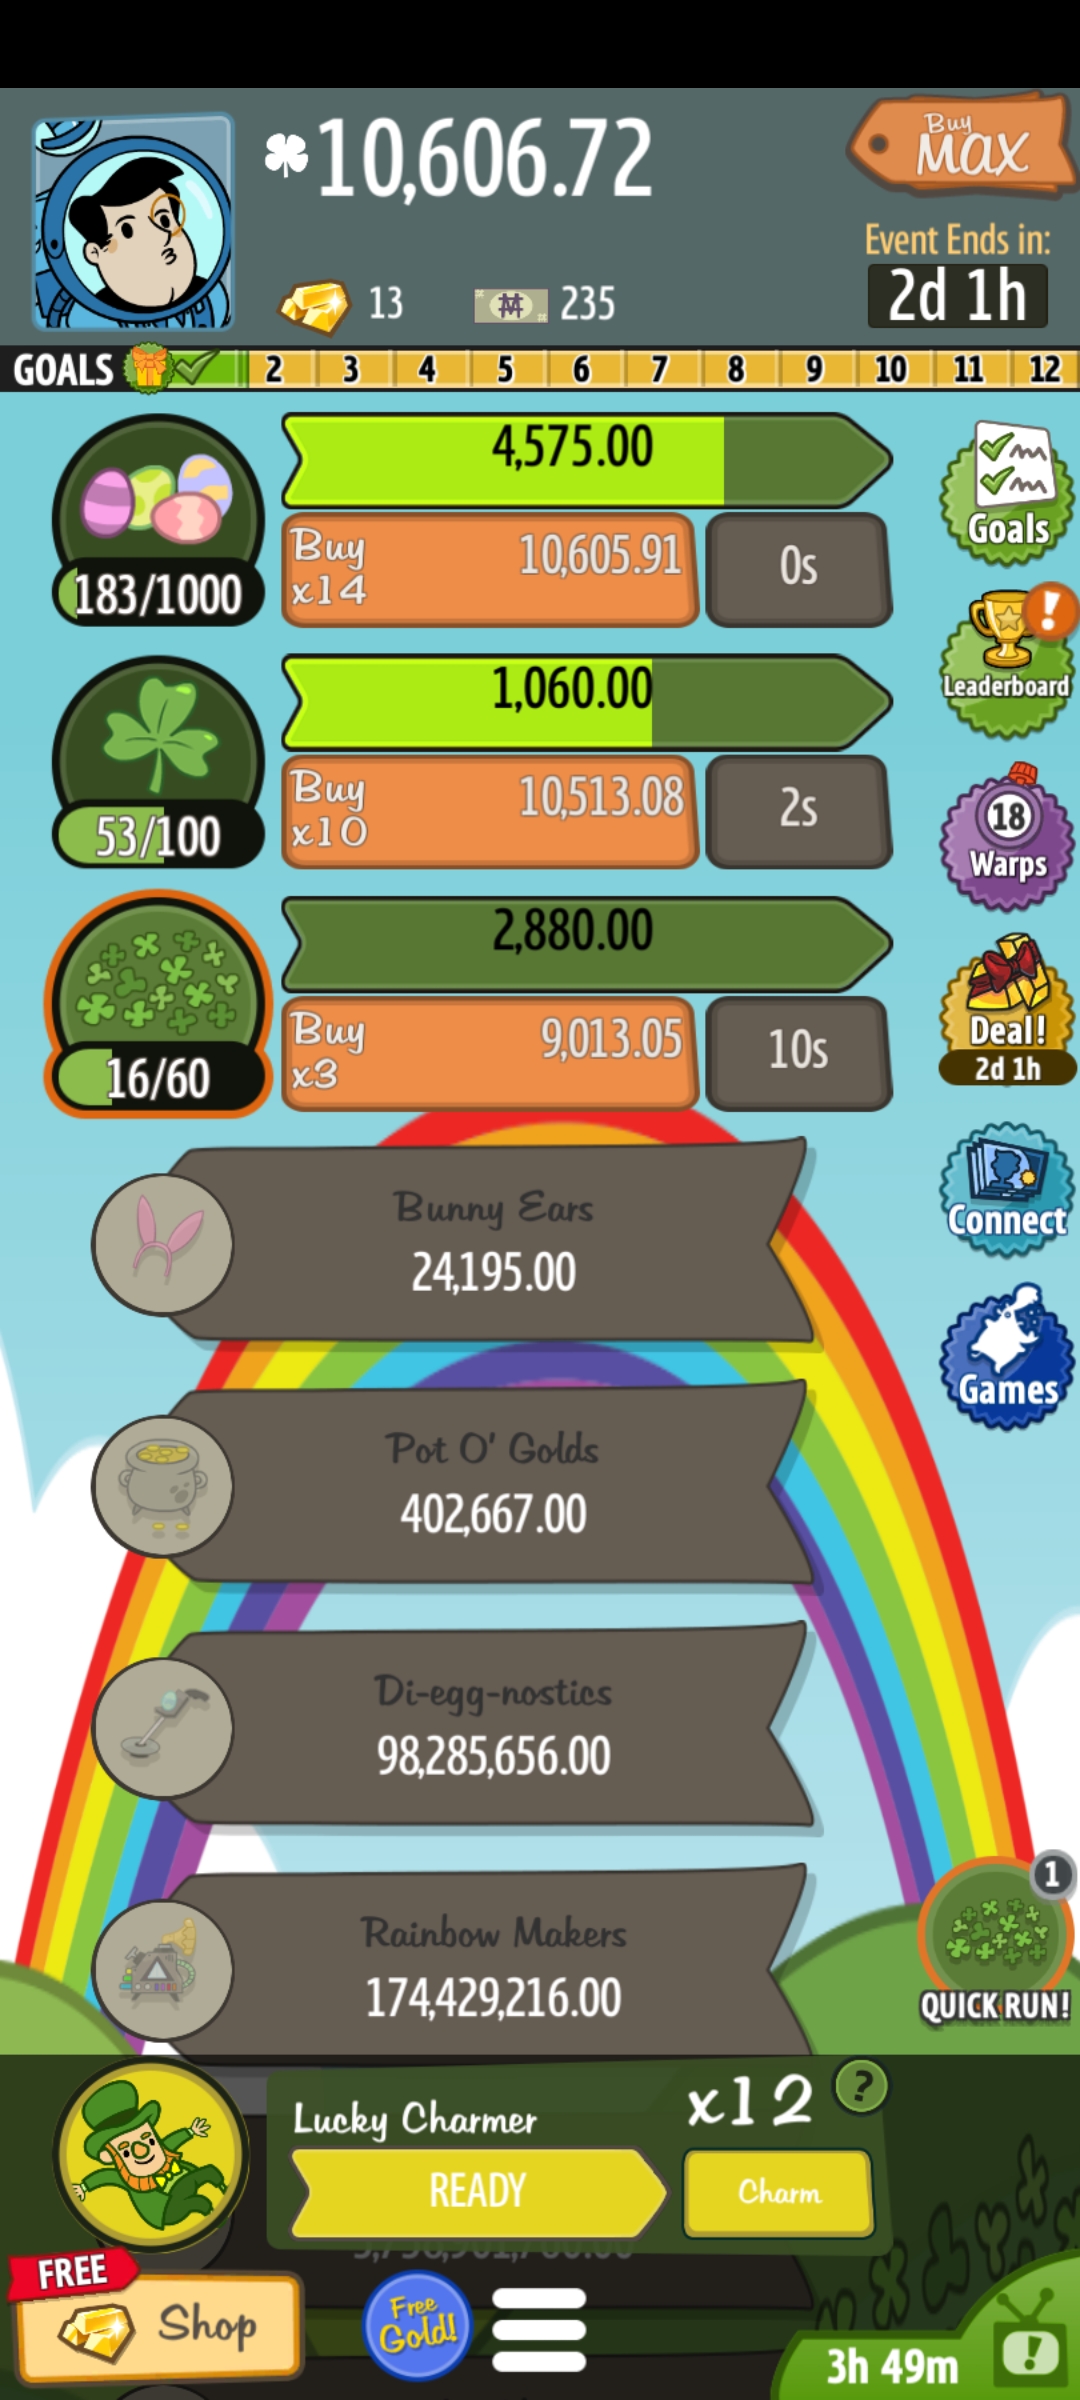 10,606.72
Buy
MAX
13
235
Event Ends in:
2d 1h
GOALS 2 3 4 5 6 7 8 9 10 11 12
4,575.00
Buy
x14
10,605.91
0s
183/1000
1,060.00
Buy
x10
10,513.08
2s
53/100
2,880.00
Buy
x3
9,013.05
10s
16/60
Goals
!
Leaderboard
18
Warps
Deal!
2d 1h
Connect
Games
Bunny Ears
24,195.00
Pot O' Golds
402,667.00
Di-egg-nostics
98,285,656.00
Rainbow Makers
174,429,216.00
1
QUICK RUN!
Lucky Charmer
x12
?
READY
Charm
FREE
Shop
Free
Gold!
3h 49m
!